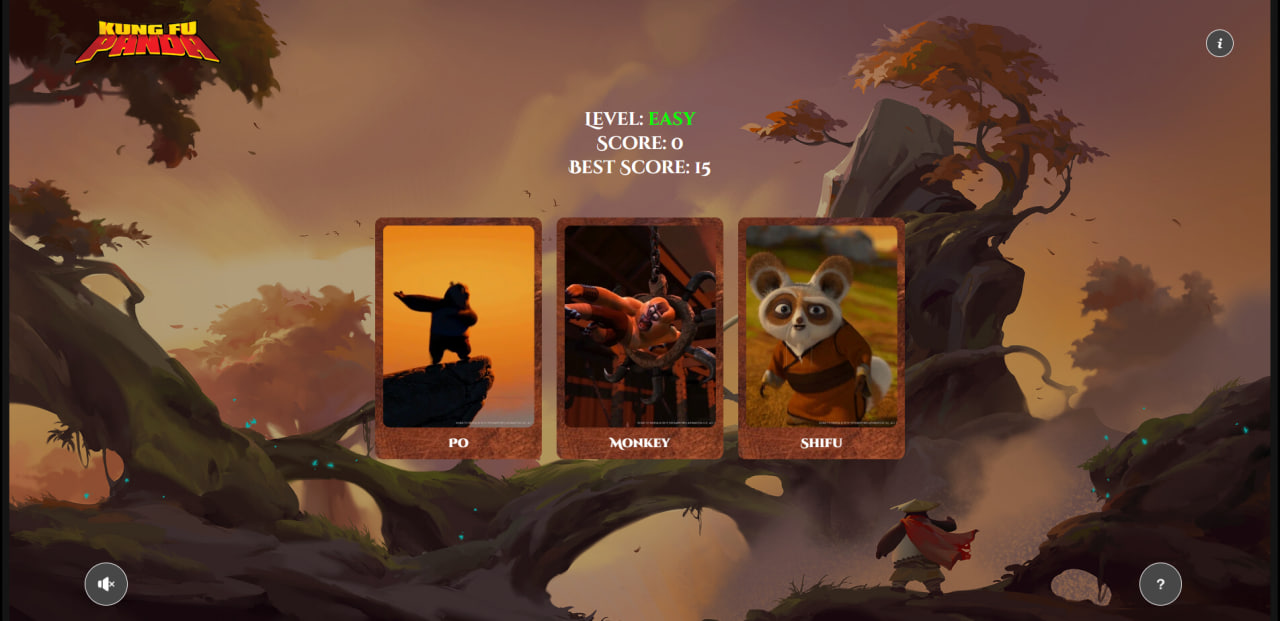 KUNG FU
PANDA
i
LEVEL: EASY
SCORE: 0
BEST SCORE: 15
PO
MONKEY
SHIFU
?